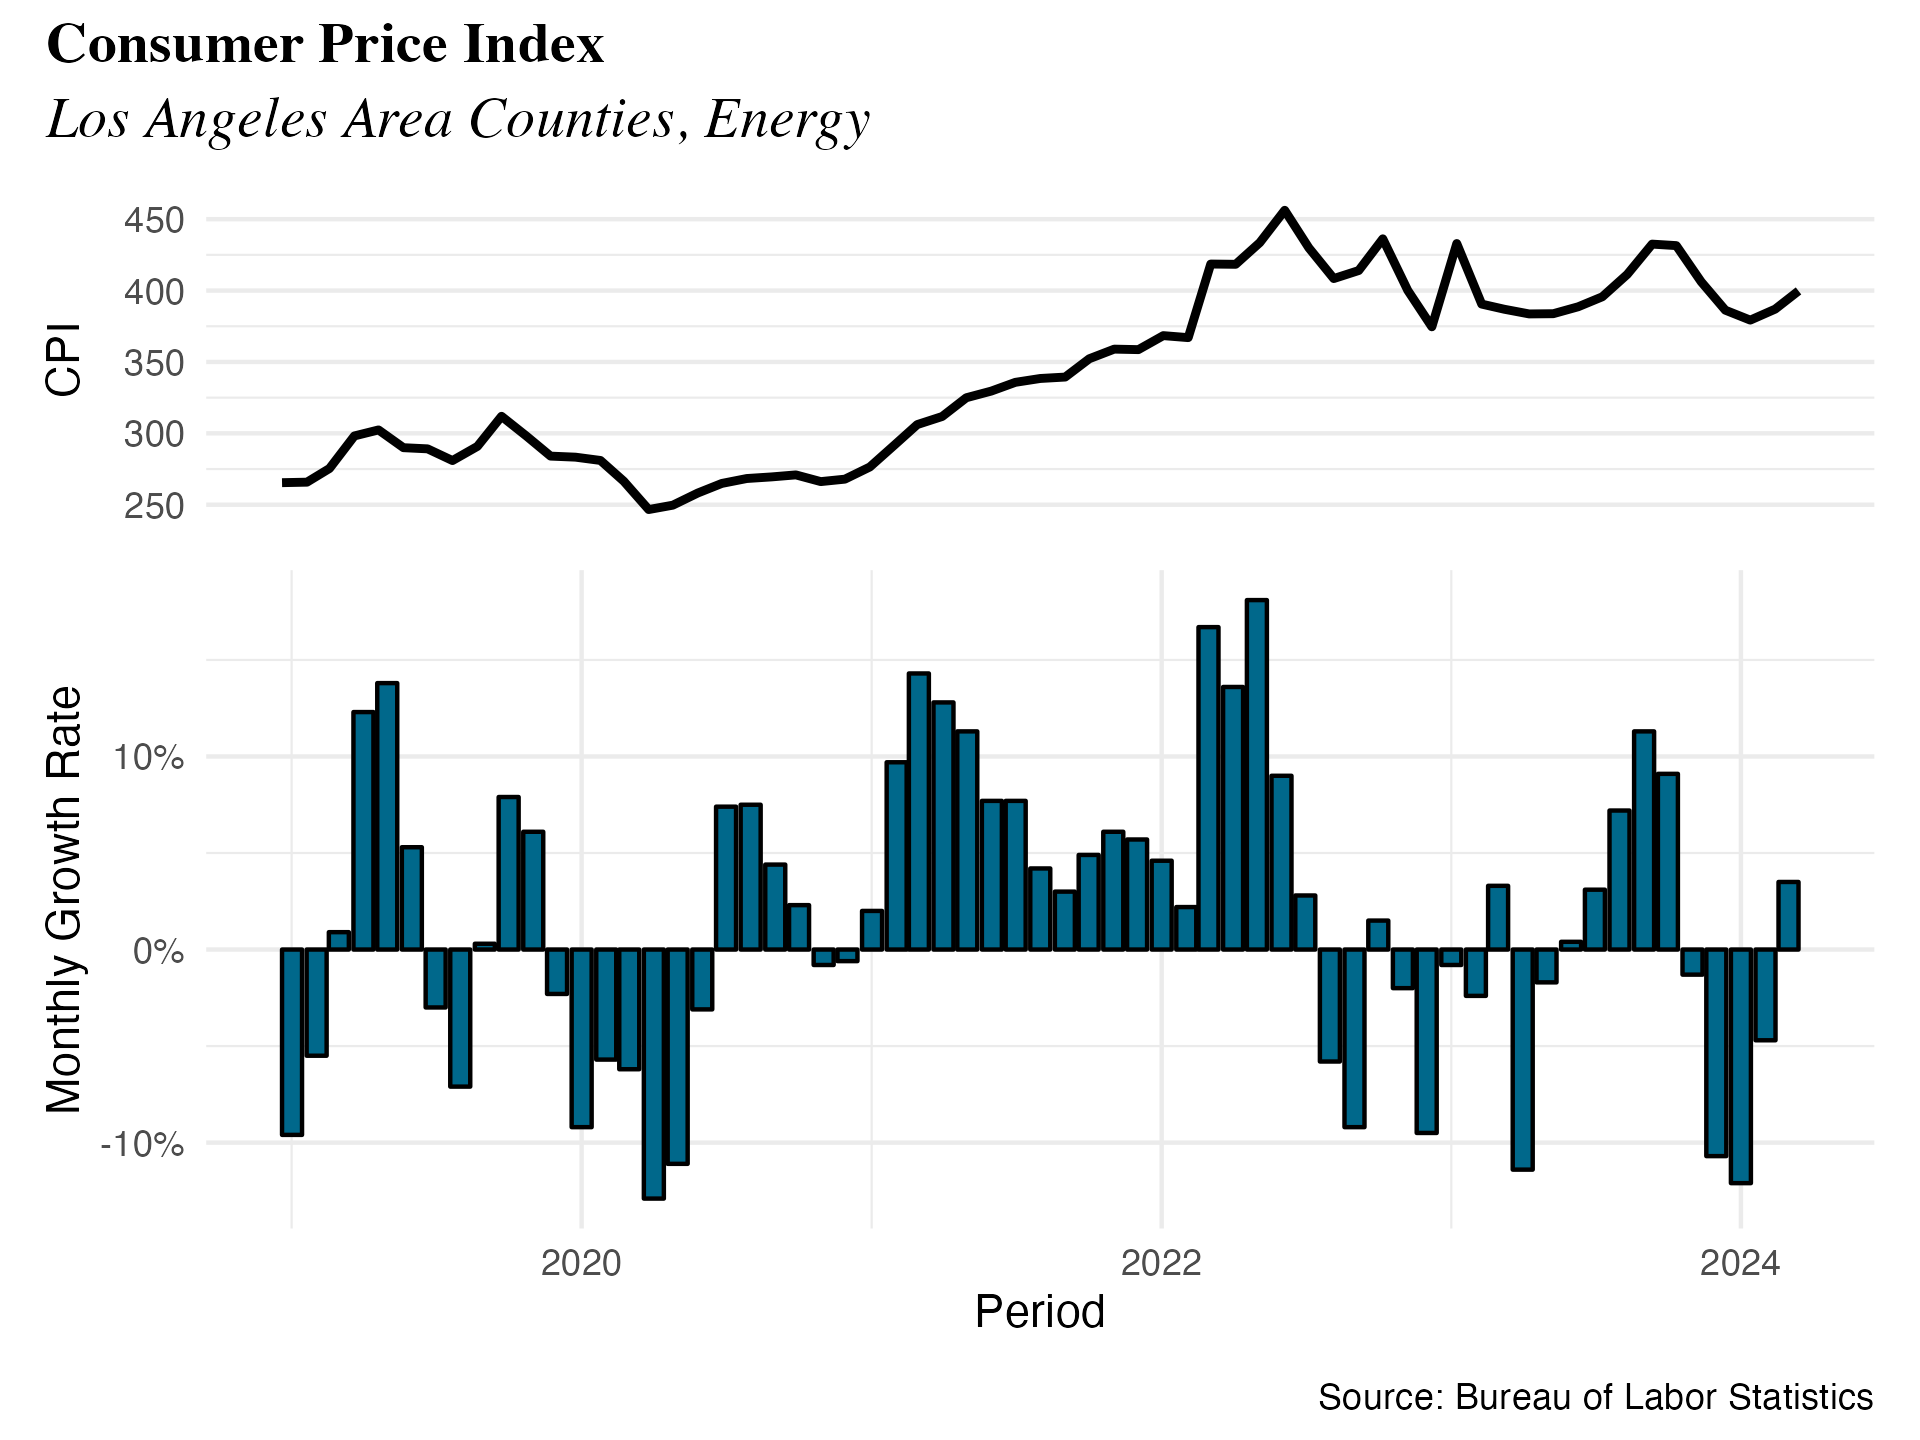 Consumer Price Index
Los Angeles Area Counties, Energy
CPI
450
400
350
300
250
Monthly Growth Rate
10%
0%
-10%
2020
2022
2024
Period
Source: Bureau of Labor Statistics